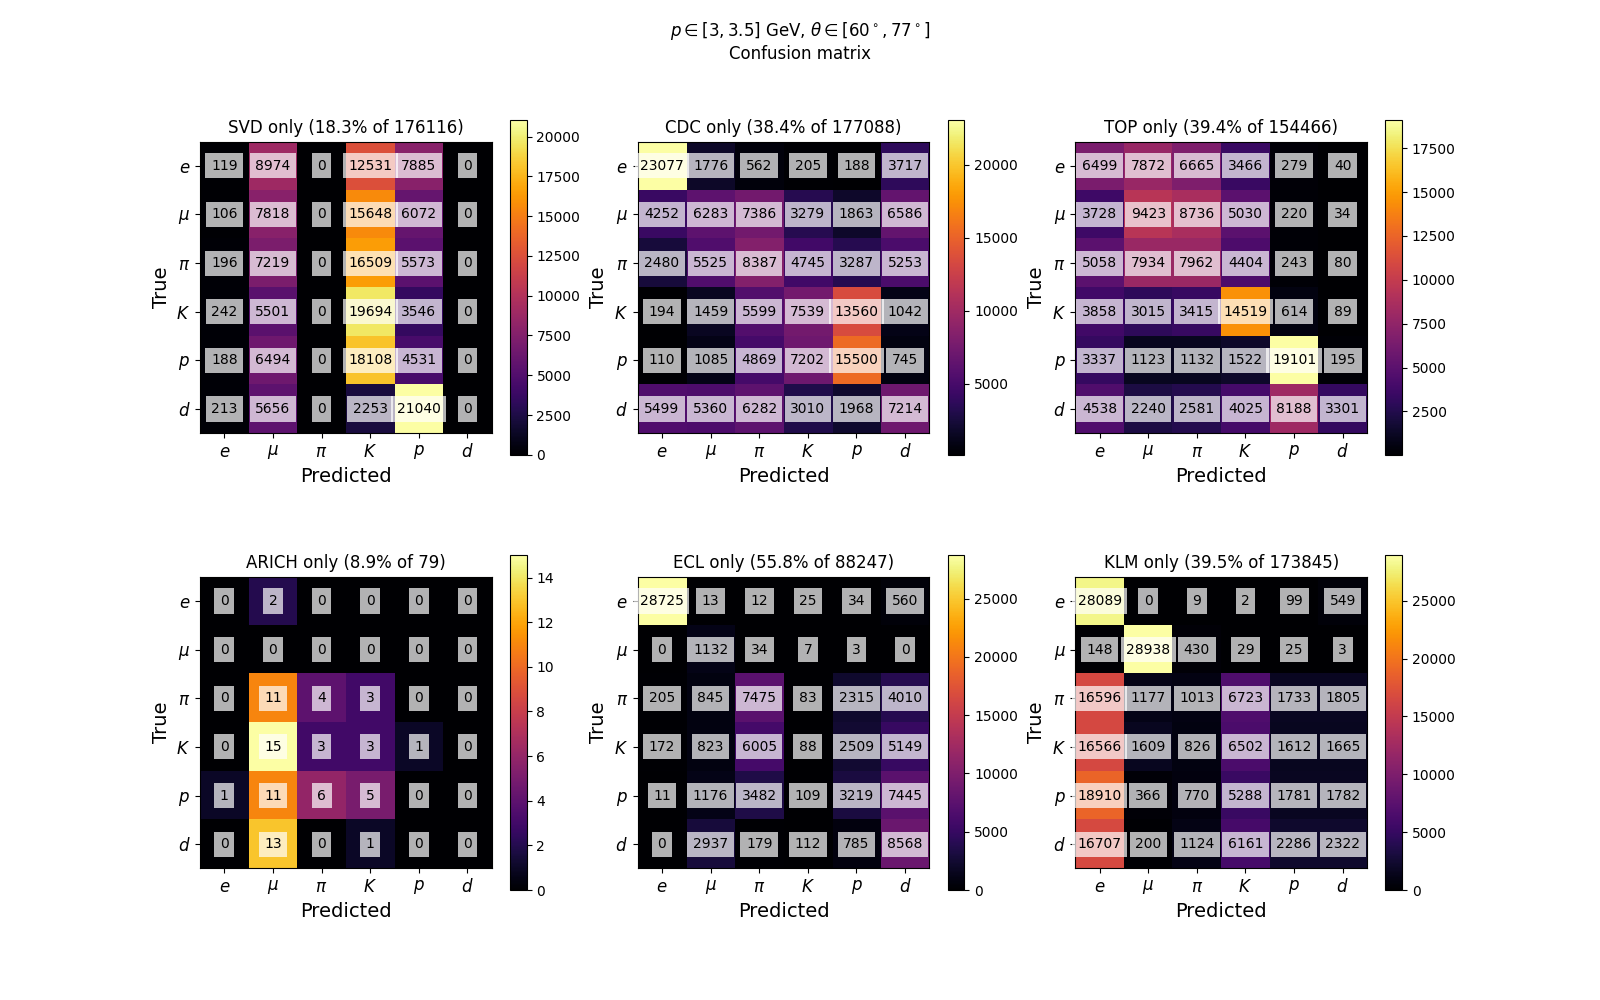 p ∈ [3, 3.5] GeV, θ ∈ [60°, 77°]
Confusion matrix
SVD only (18.3% of 176116)
True
e 119 8974 0 12531 7885 0
μ 106 7818 0 15648 6072 0
π 196 7219 0 16509 5573 0
K 242 5501 0 19694 3546 0
p 188 6494 0 18108 4531 0
d 213 5656 0 2253 21040 0
e μ π K p d
Predicted
20000
17500
15000
12500
10000
7500
5000
2500
0
CDC only (38.4% of 177088)
True
e 23077 1776 562 205 188 3717
μ 4252 6283 7386 3279 1863 6586
π 2480 5525 8387 4745 3287 5253
K 194 1459 5599 7539 13560 1042
p 110 1085 4869 7202 15500 745
d 5499 5360 6282 3010 1968 7214
e μ π K p d
Predicted
20000
15000
10000
5000
TOP only (39.4% of 154466)
True
e 6499 7872 6665 3466 279 40
μ 3728 9423 8736 5030 220 34
π 5058 7934 7962 4404 243 80
K 3858 3015 3415 14519 614 89
p 3337 1123 1132 1522 19101 195
d 4538 2240 2581 4025 8188 3301
e μ π K p d
Predicted
17500
15000
12500
10000
7500
5000
2500
ARICH only (8.9% of 79)
True
e 0 2 0 0 0 0
μ 0 0 0 0 0 0
π 0 11 4 3 0 0
K 0 15 3 3 1 0
p 1 11 6 5 0 0
d 0 13 0 1 0 0
e μ π K p d
Predicted
14
12
10
8
6
4
2
0
ECL only (55.8% of 88247)
True
e 28725 13 12 25 34 560
μ 0 1132 34 7 3 0
π 205 845 7475 83 2315 4010
K 172 823 6005 88 2509 5149
p 11 1176 3482 109 3219 7445
d 0 2937 179 112 785 8568
e μ π K p d
Predicted
25000
20000
15000
10000
5000
0
KLM only (39.5% of 173845)
True
e 28089 0 9 2 99 549
μ 148 28938 430 29 25 3
π 16596 1177 1013 6723 1733 1805
K 16566 1609 826 6502 1612 1665
p 18910 366 770 5288 1781 1782
d 16707 200 1124 6161 2286 2322
e μ π K p d
Predicted
25000
20000
15000
10000
5000
0